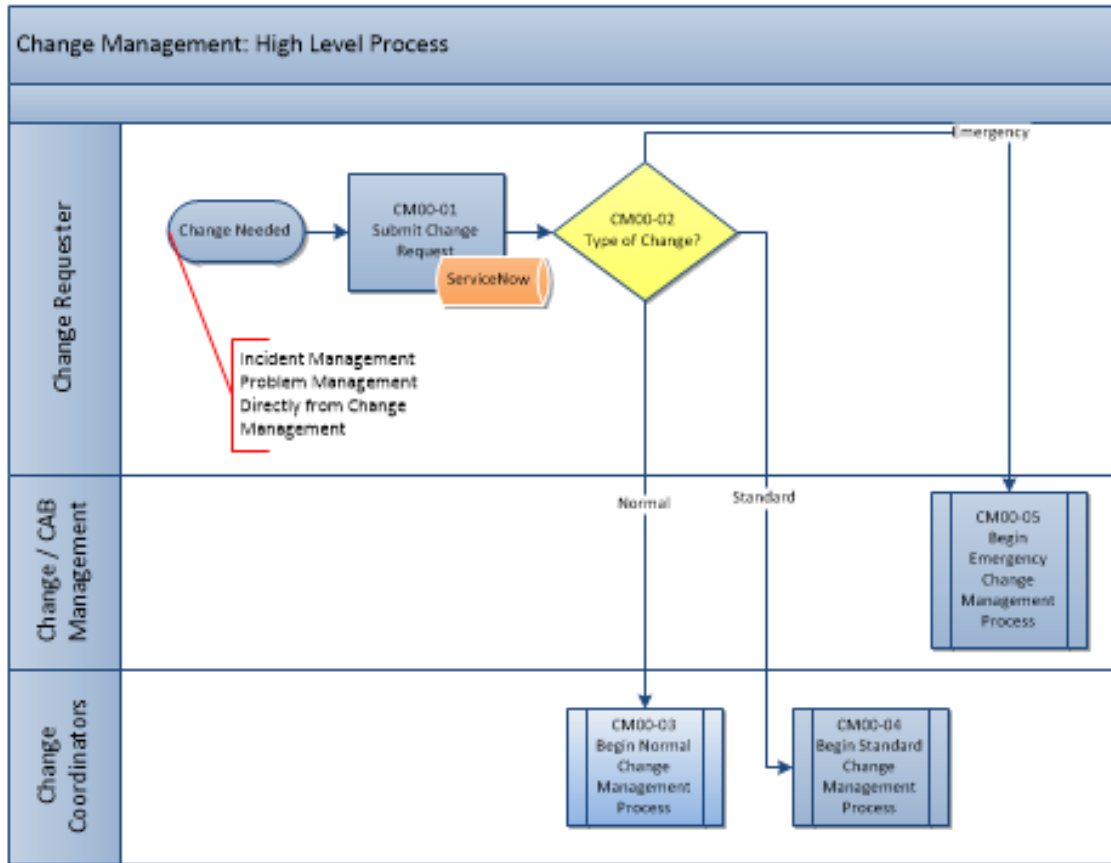 Change Management: High Level Process
Change Requester
Emergency
Change Needed
CM00-01
Submit Change
Request
ServiceNow
CM00-02
Type of Change?
Incident Management
Problem Management
Directly from Change
Management
Change / CAB
Management
Normal
Standard
CM00-05
Begin
Emergency
Change
Management
Process
Change
Coordinators
CM00-03
Begin Normal
Change
Management
Process
CM00-04
Begin Standard
Change
Management
Process